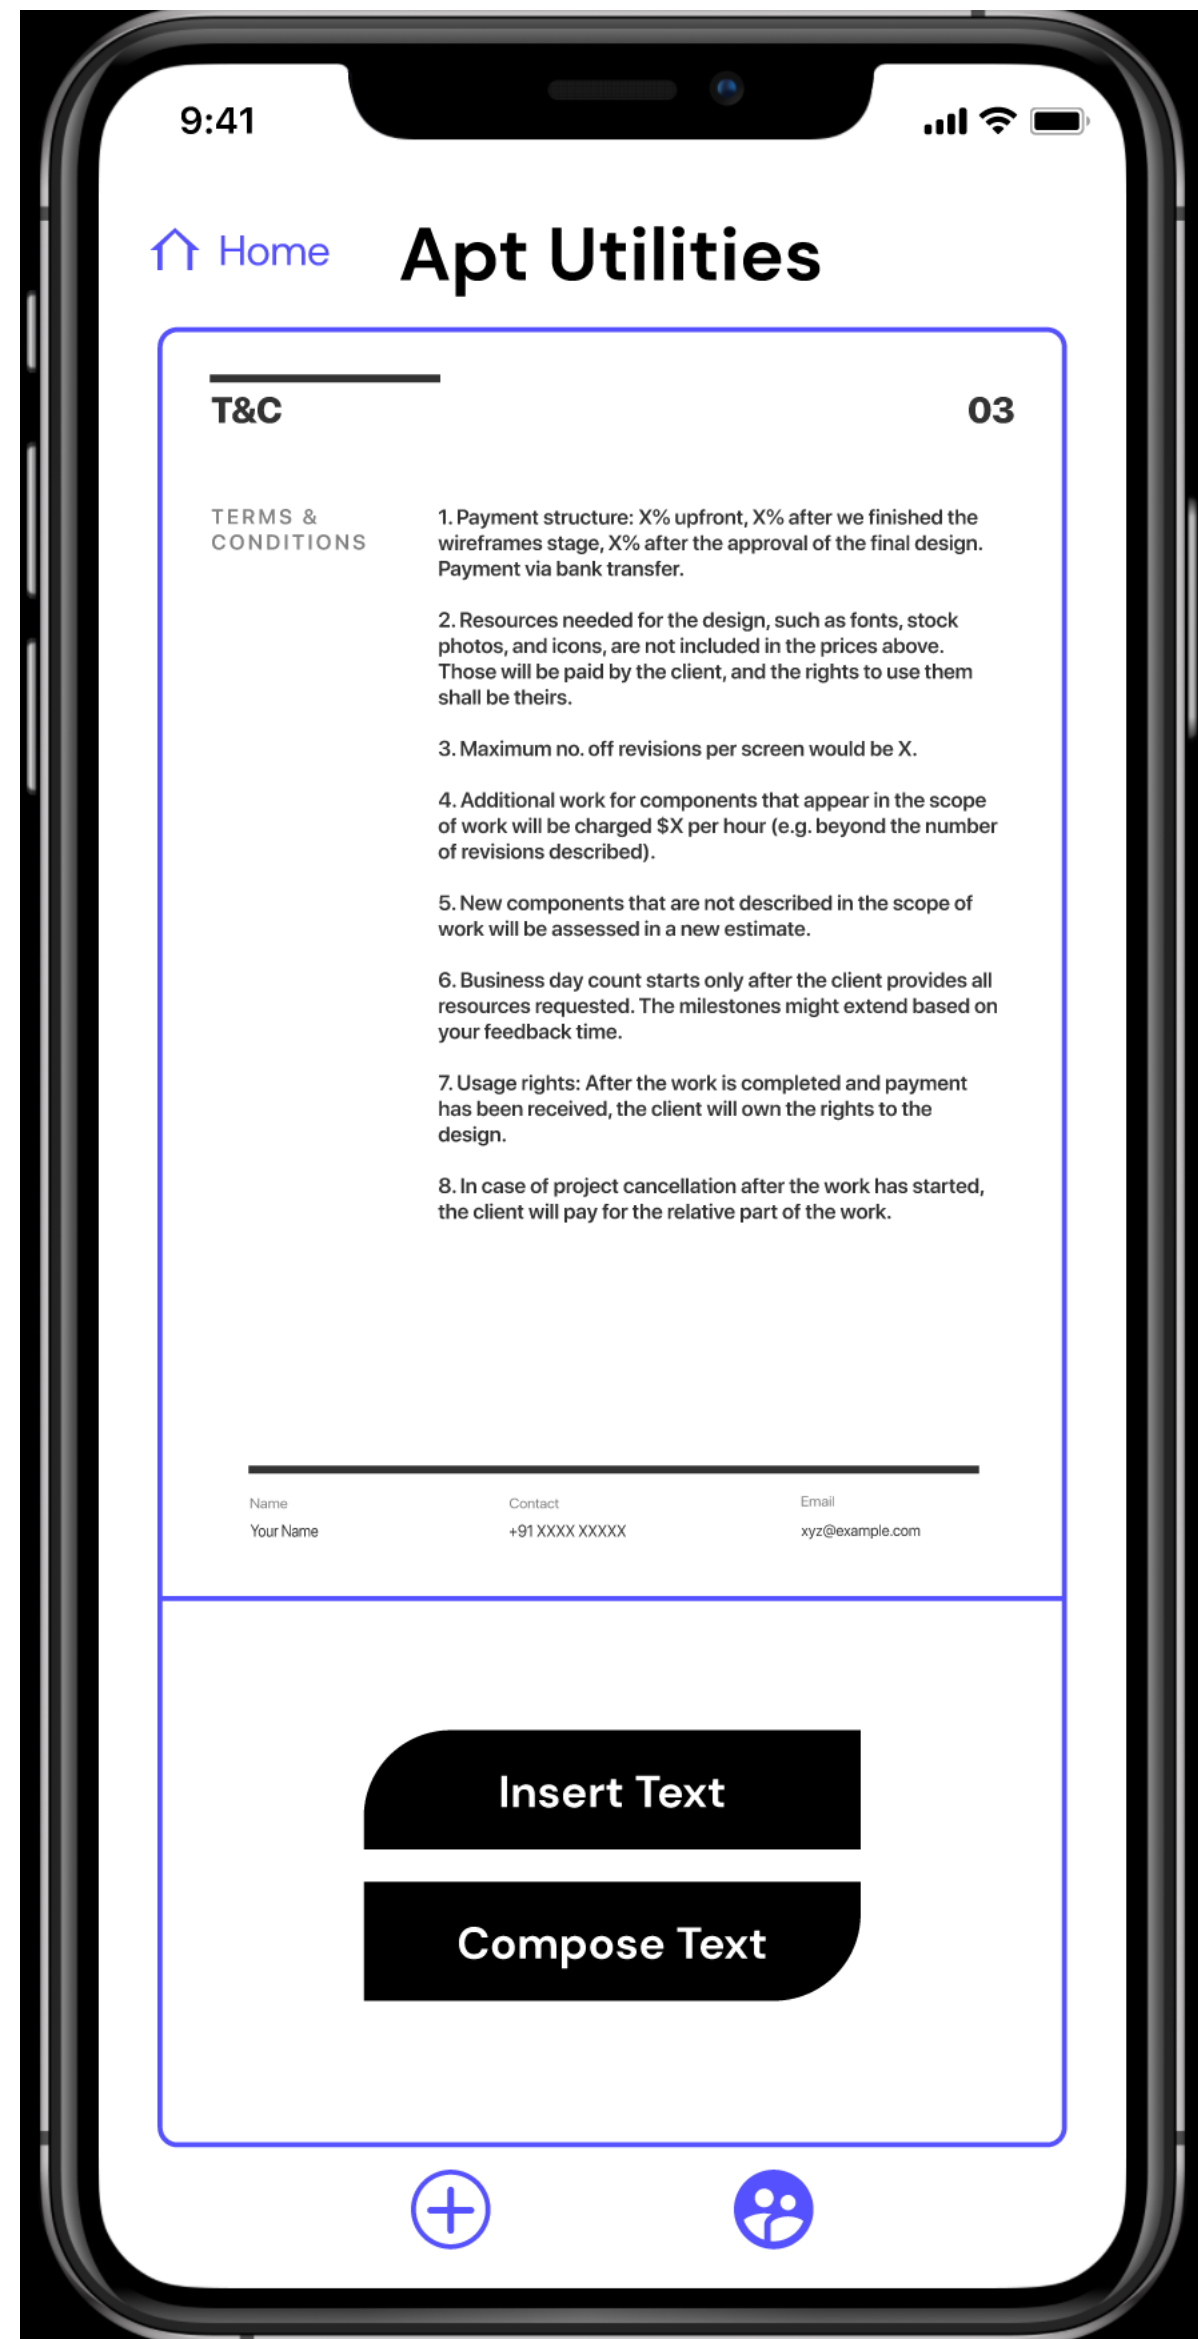 9:41
Home
Apt Utilities
T&C
03
TERMS &
CONDITIONS
1. Payment structure: X% upfront, X% after we finished the
wireframes stage, X% after the approval of the final design.
Payment via bank transfer.
2. Resources needed for the design, such as fonts, stock
photos, and icons, are not included in the prices above.
Those will be paid by the client, and the rights to use them
shall be theirs.
3. Maximum no. off revisions per screen would be X.
4. Additional work for components that appear in the scope
of work will be charged $X per hour (e.g. beyond the number
of revisions described).
5. New components that are not described in the scope of
work will be assessed in a new estimate.
6. Business day count starts only after the client provides all
resources requested. The milestones might extend based on
your feedback time.
7. Usage rights: After the work is completed and payment
has been received, the client will own the rights to the
design.
8. In case of project cancellation after the work has started,
the client will pay for the relative part of the work.
Name
Your Name
Contact
+91 XXXX XXXXX
Email
xyz@example.com
Insert Text
Compose Text